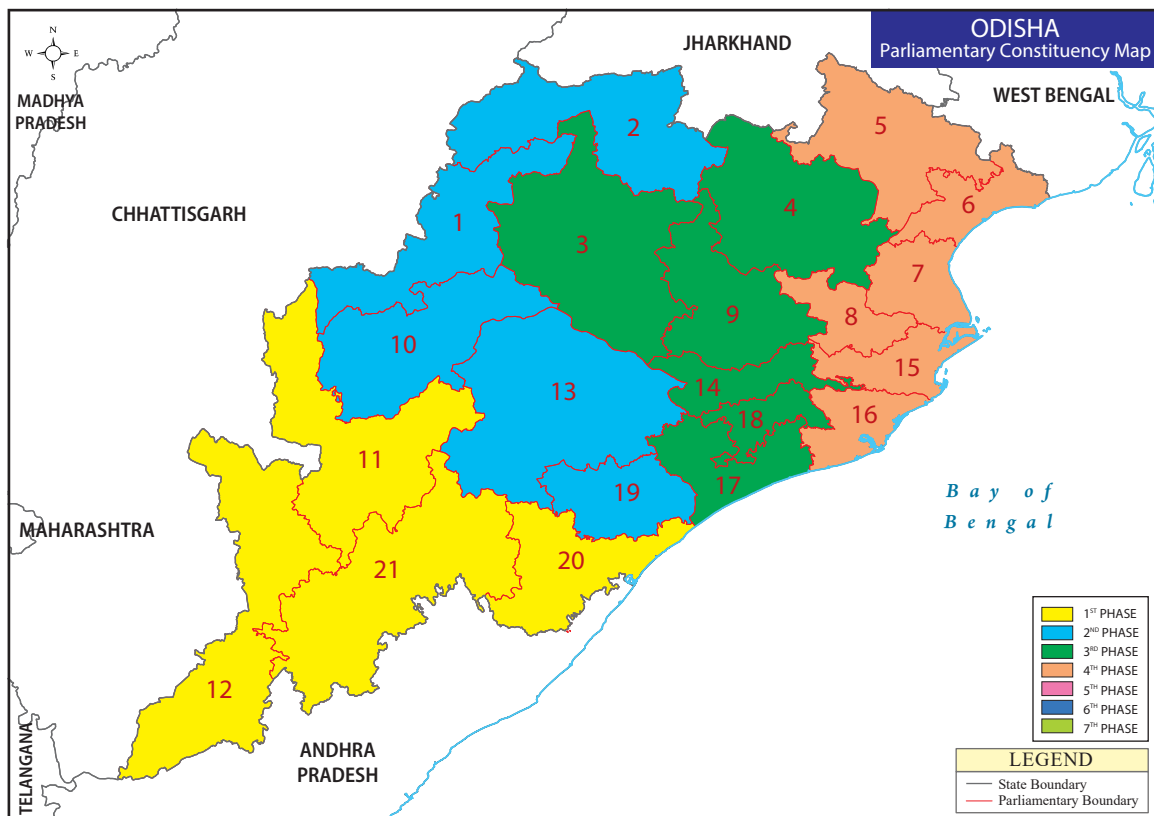 ODISHA
Parliamentary Constituency Map
N
W E
S
JHARKHAND
MADHYA
PRADESH
WEST BENGAL
CHHATTISGARH
2
5
1
4
6
3
7
9
8
10
15
13
14
16
18
11
17
19
Bay of
Bengal
MAHARASHTRA
20
21
12
ANDHRA
PRADESH
TELANGANA
1ST PHASE
2ND PHASE
3RD PHASE
4TH PHASE
5TH PHASE
6TH PHASE
7TH PHASE
LEGEND
State Boundary
Parliamentary Boundary